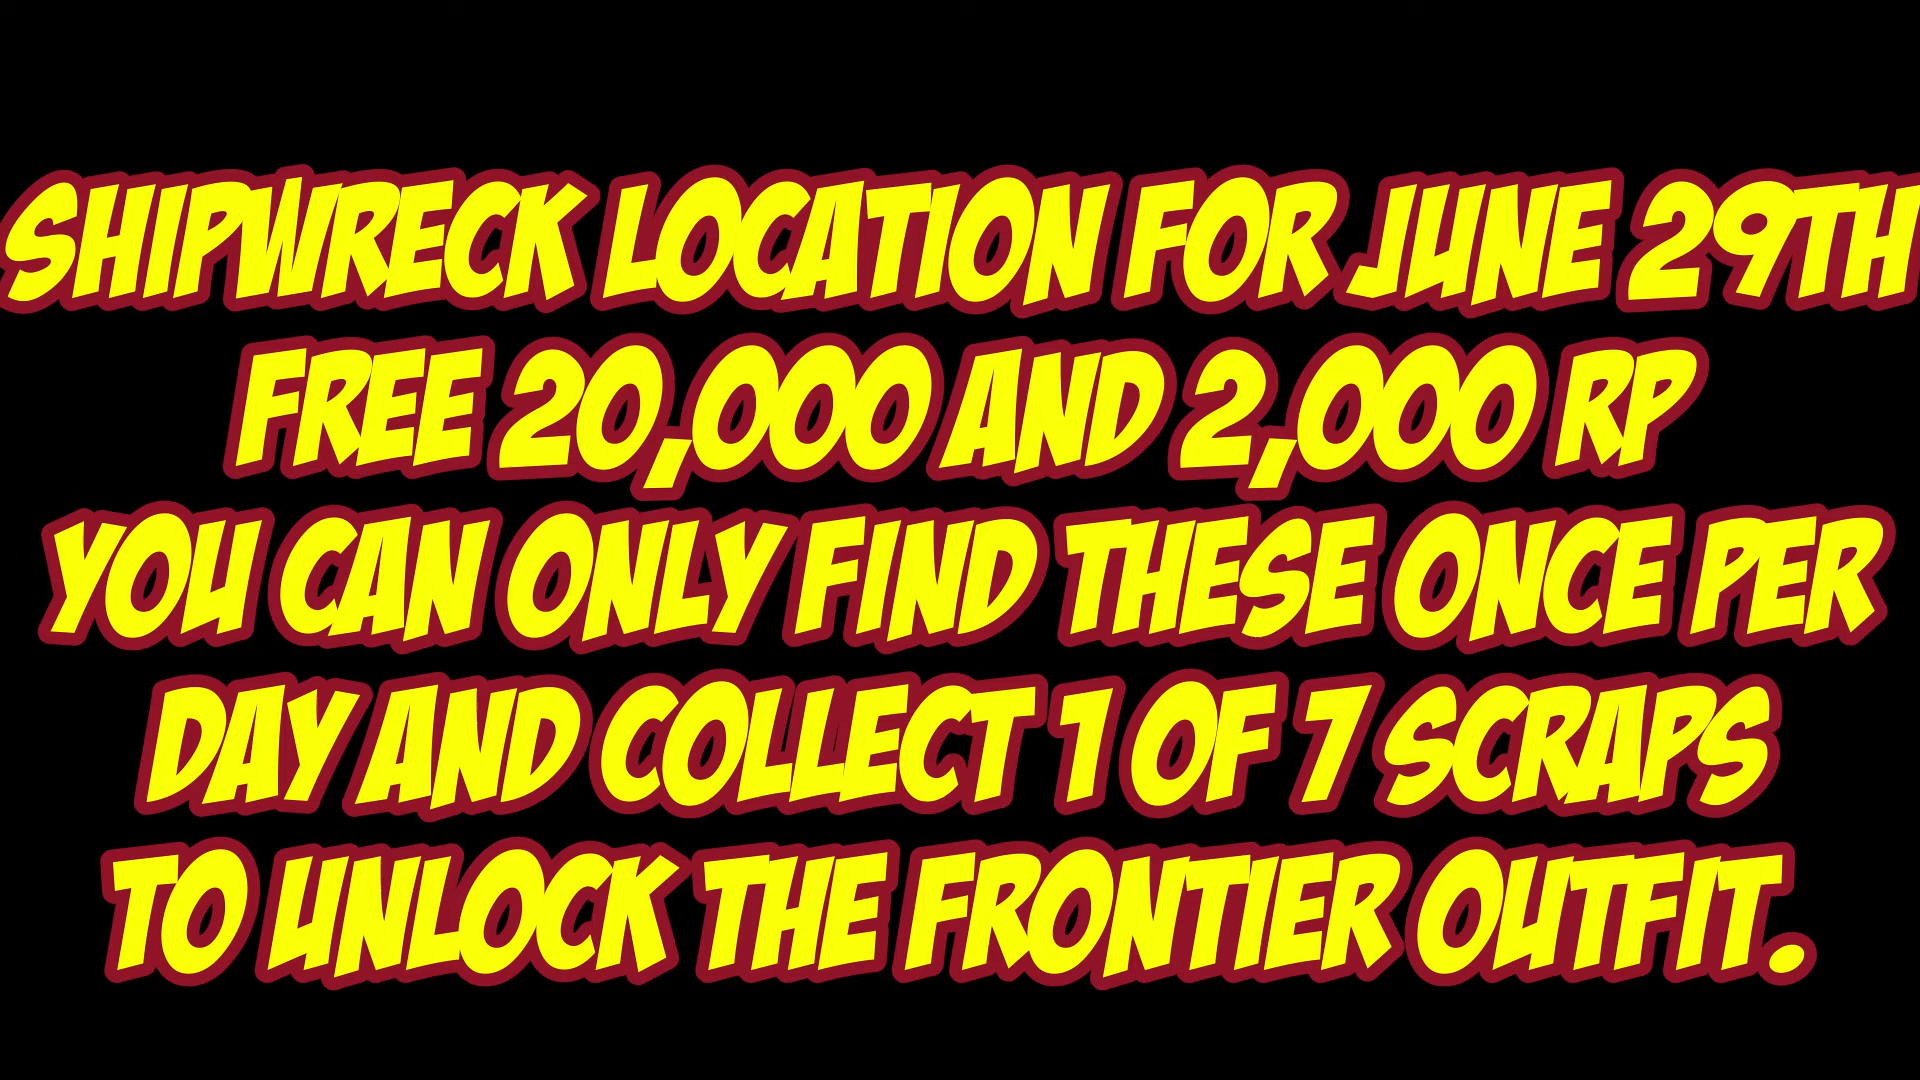 SHIPWRECK LOCATION FOR JUNE 29TH
FREE 20,000 AND 2,000 RP
YOU CAN ONLY FIND THESE ONCE PER
DAY AND COLLECT 1 OF 7 SCRAPS
TO UNLOCK THE FRONTIER OUTFIT.